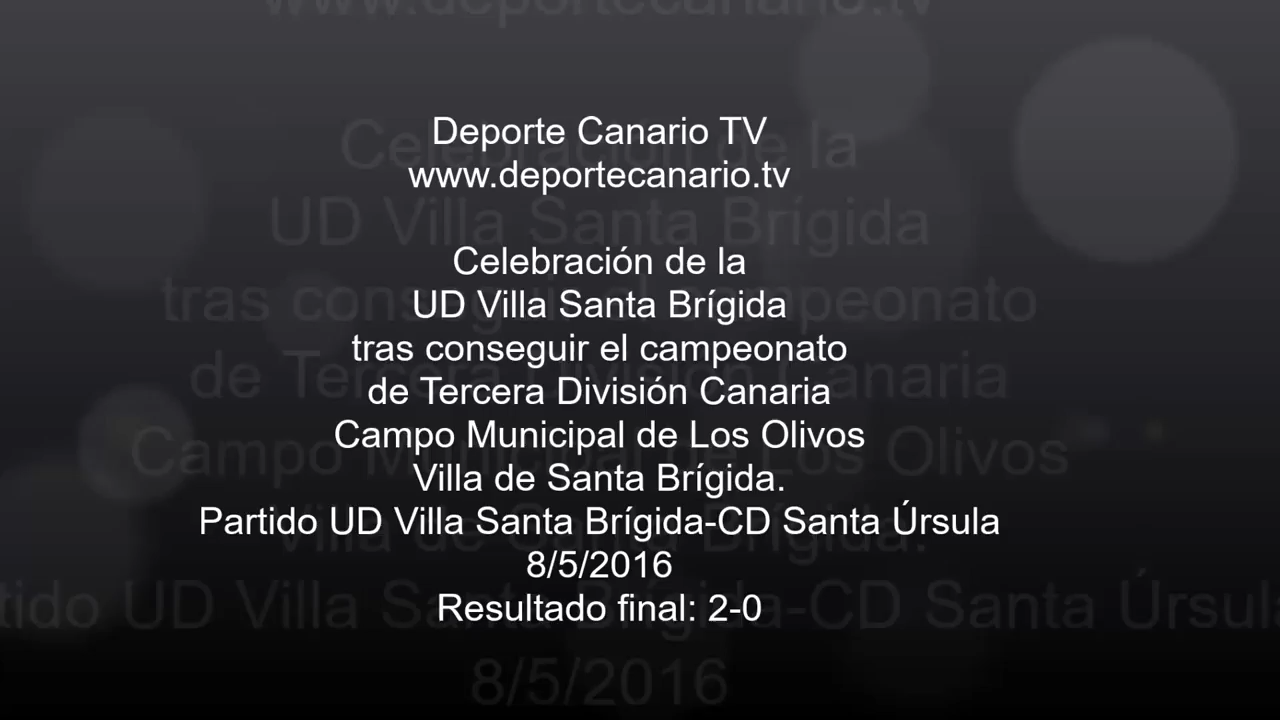 Deporte Canario TV
www.deportecanario.tv
Celebración de la
UD Villa Santa Brígida
tras conseguir el campeonato
de Tercera División Canaria
Campo Municipal de Los Olivos
Villa de Santa Brígida.
Partido UD Villa Santa Brígida-CD Santa Úrsula
8/5/2016
Resultado final: 2-0